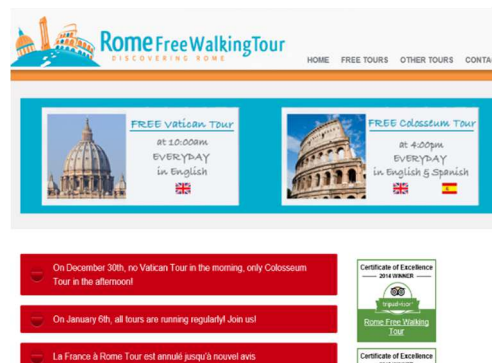 Rome Free Walking Tour
DISCOVERING ROME
HOME FREE TOURS OTHER TOURS CONTA
FREE Vatican Tour
at 10:00am
EVERYDAY
in English
FREE Colosseum Tour
at 4:00pm
EVERYDAY
in English & Spanish
On December 30th, no Vatican Tour in the morning, only Colosseum
Tour in the afternoon!
On January 6th, all tours are running regularly! Join us!
La France à Rome Tour est annulé jusqu'à nouvel avis
Certificate of Excellence
2014 WINNER
tripadvisor
Rome Free Walking
Tour
Certificate of Excellence